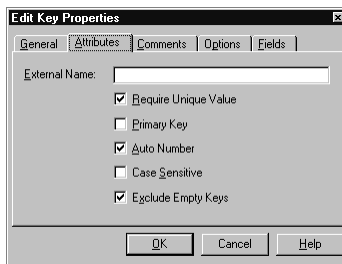 Edit Key Properties
General Attributes Comments Options Fields
External Name:
Require Unique Value
Primary Key
Auto Number
Case Sensitive
Exclude Empty Keys
OK Cancel Help